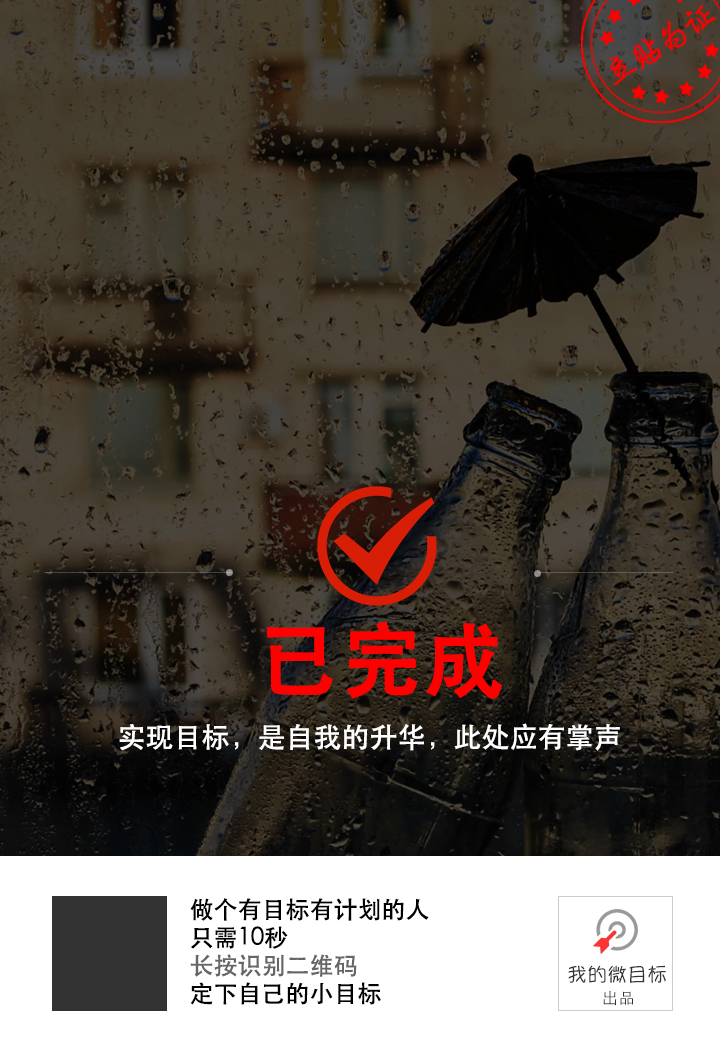 立贴为证
已完成
实现目标，是自我的升华，此处应有掌声
做个有目标有计划的人
只需10秒
长按识别二维码
定下自己的小目标
我的微目标
出品